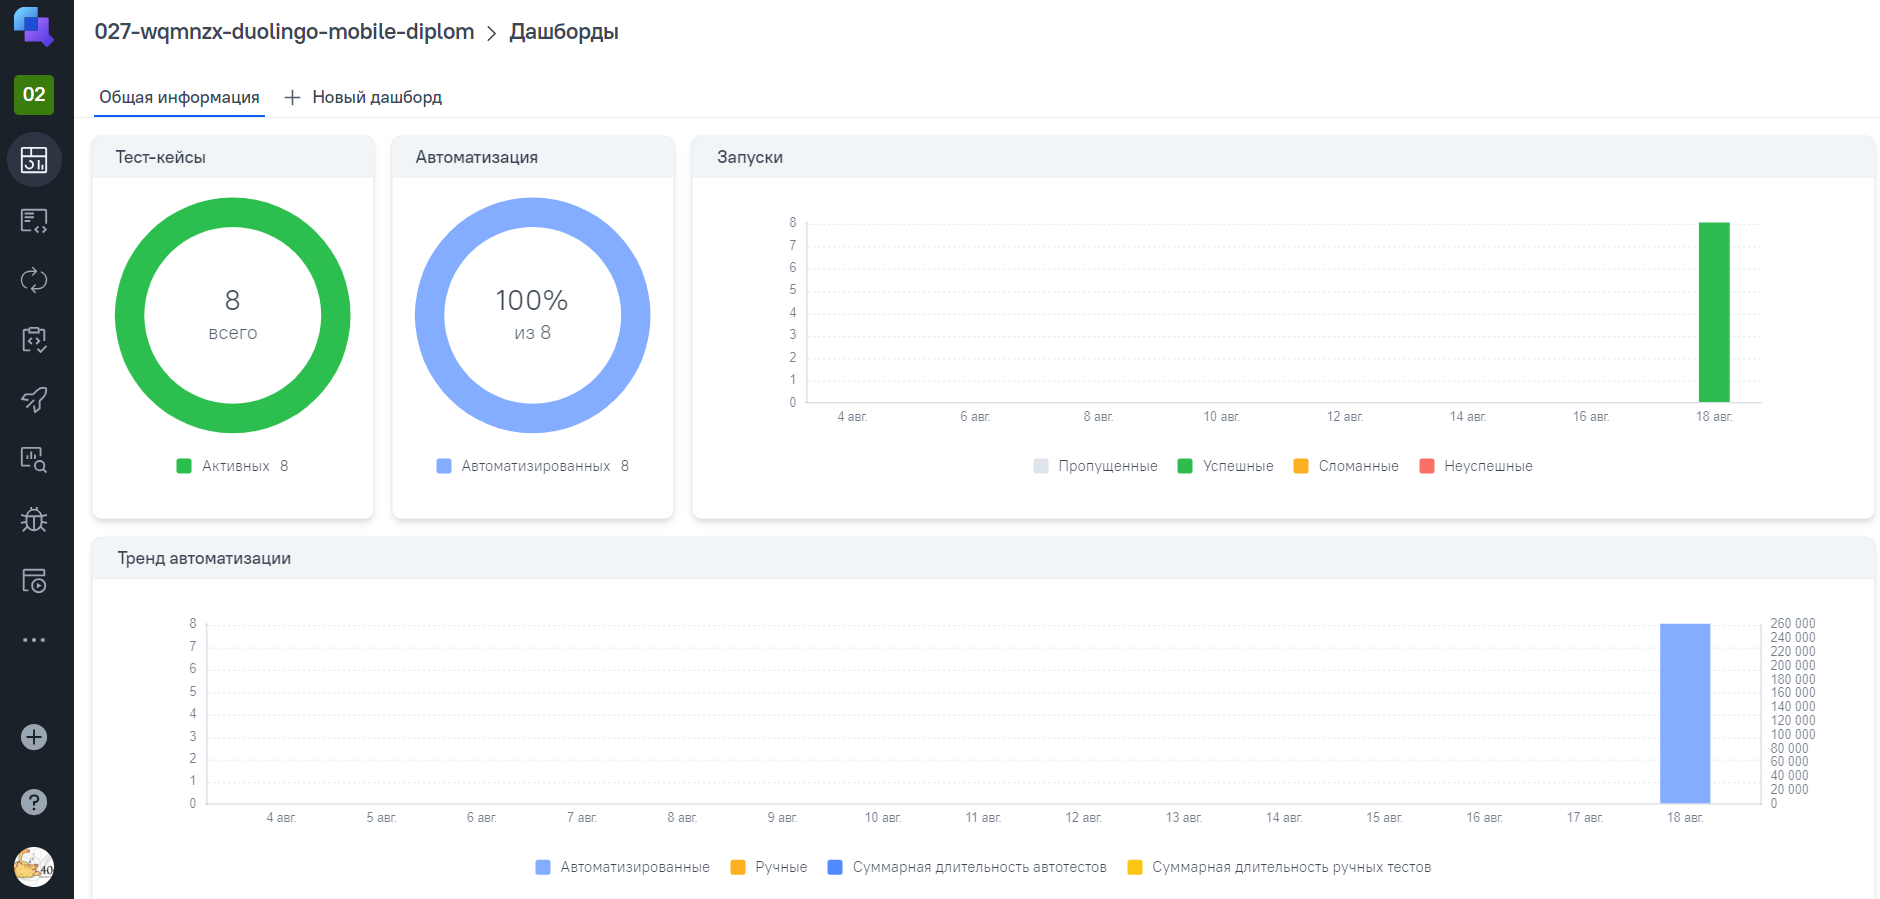 027-wqmnzx-duolingo-mobile-diplom > Дашборды
02
Общая информация
+ Новый дашборд
Тест-кейсы
8
всего
Активных 8
Автоматизация
100%
из 8
Автоматизированных 8
Запуски
8
7
6
5
4
3
2
1
0
4 авг. 6 авг. 8 авг. 10 авг. 12 авг. 14 авг. 16 авг. 18 авг.
Пропущенные Успешные Сломанные Неуспешные
Тренд автоматизации
8
7
6
5
4
3
2
1
0
260 000
240 000
220 000
200 000
180 000
160 000
140 000
120 000
100 000
80 000
60 000
40 000
20 000
0
4 авг. 5 авг. 6 авг. 7 авг. 8 авг. 9 авг. 10 авг. 11 авг. 12 авг. 13 авг. 14 авг. 15 авг. 16 авг. 17 авг. 18 авг.
Автоматизированные Ручные Суммарная длительность автотестов Суммарная длительность ручных тестов
?
40